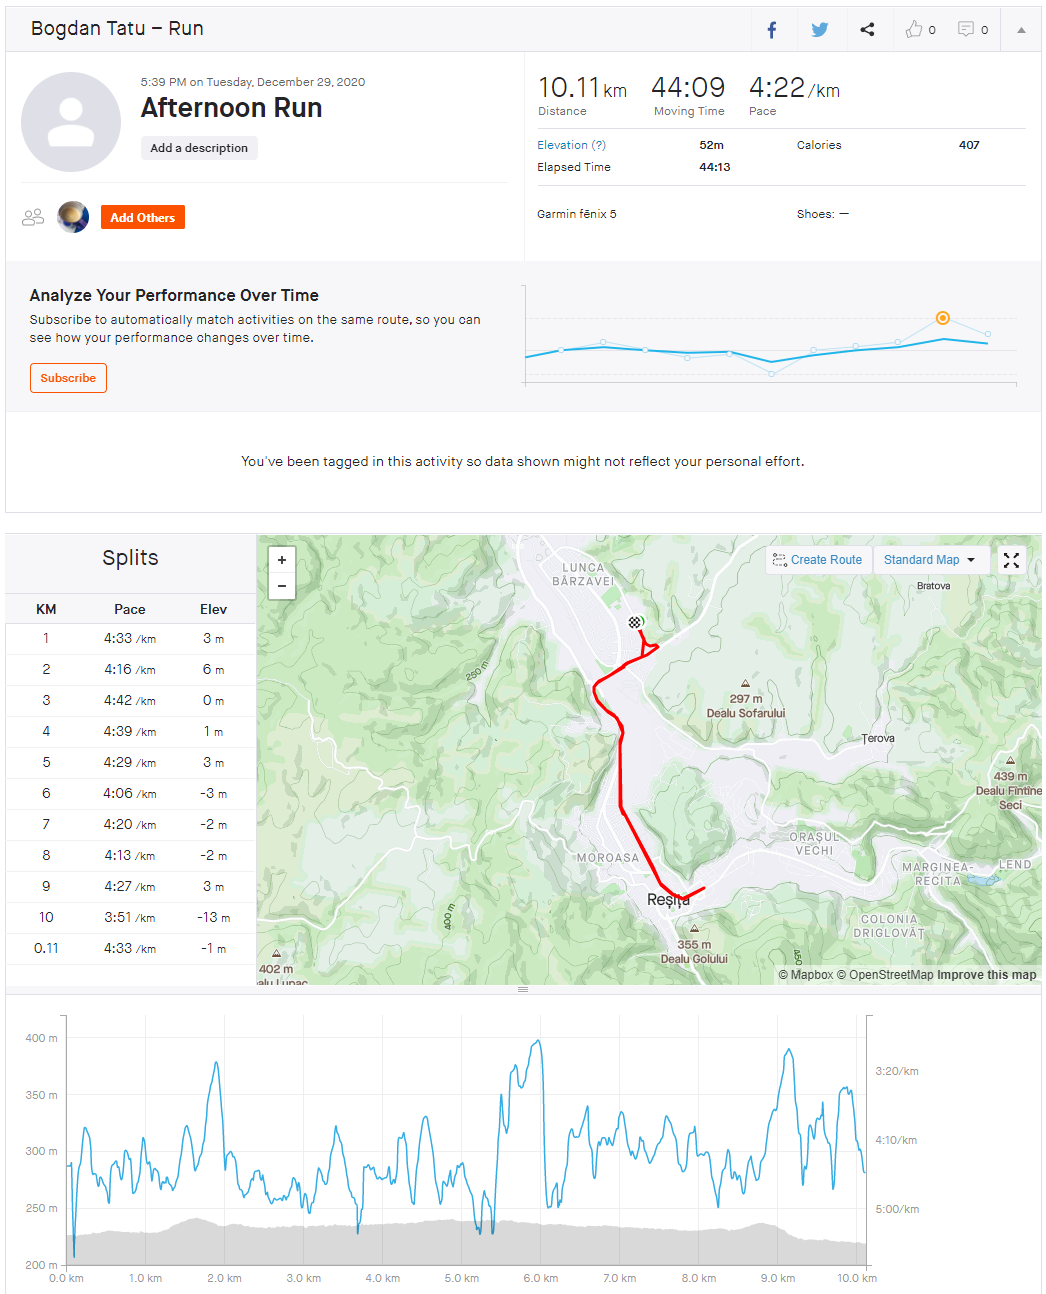 Bogdan Tatu – Run
0
0
5:39 PM on Tuesday, December 29, 2020
Afternoon Run
Add a description
Add Others
10.11 km 44:09 4:22 /km
Distance Moving Time Pace
Elevation (?) 52m Calories 407
Elapsed Time 44:13
Garmin fēnix 5 Shoes: —
Analyze Your Performance Over Time
Subscribe to automatically match activities on the same route, so you can
see how your performance changes over time.
Subscribe
You've been tagged in this activity so data shown might not reflect your personal effort.
Splits
KM Pace Elev
1 4:33 /km 3 m
2 4:16 /km 6 m
3 4:42 /km 0 m
4 4:39 /km 1 m
5 4:29 /km 3 m
6 4:06 /km -3 m
7 4:20 /km -2 m
8 4:13 /km -2 m
9 4:27 /km 3 m
10 3:51 /km -13 m
0.11 4:33 /km -1 m
+
−
Create Route
Standard Map
LUNCA
BÂRZAVEI
Bratova
250 m
297 m
Dealu Sofarului
Țerova
439 m
Dealu Fîntîne
Seci
ORAȘUL
VECHI
MOROASA
MARGINEA-
RECITA
LEND
Reșița
400 m
COLONIA
DRIGLOVĂȚ
355 m
Dealu Golului
450
402 m
alu Lupac
© Mapbox © OpenStreetMap Improve this map
400 m
350 m
300 m
250 m
200 m
3:20/km
4:10/km
5:00/km
0.0 km 1.0 km 2.0 km 3.0 km 4.0 km 5.0 km 6.0 km 7.0 km 8.0 km 9.0 km 10.0 km